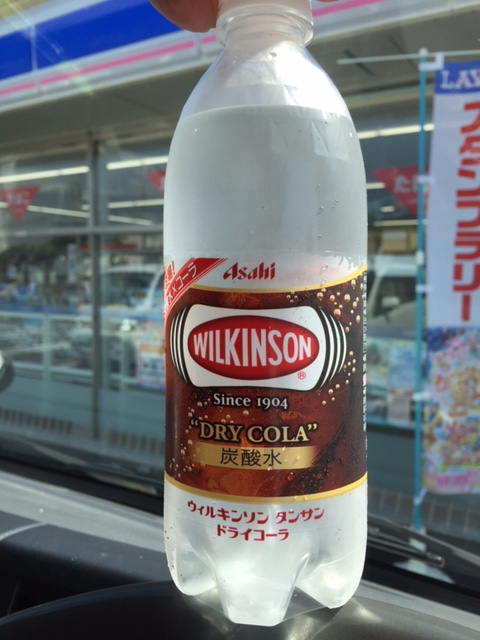 LAW
スタンプラリー
Asahi
WILKINSON
®
Since 1904
"DRY COLA"
炭酸水
ウィルキンソン タンサン
ドライコーラ